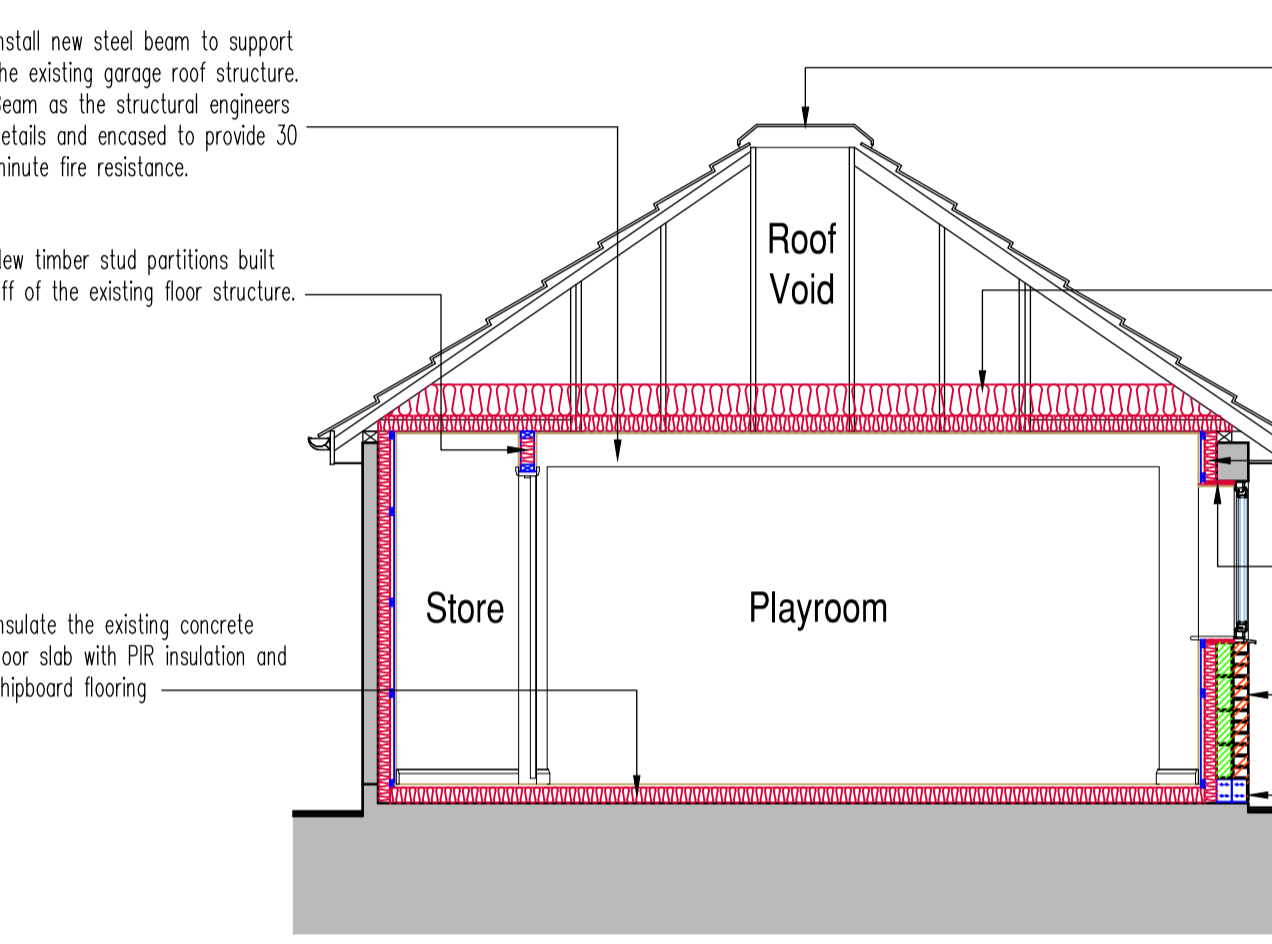 nstall new steel beam to support
he existing garage roof structure.
Beam as the structural engineers
etails and encased to provide 30
minute fire resistance.
New timber stud partitions built
ff of the existing floor structure.
nsulate the existing concrete
oor slab with PIR insulation and
hipboard flooring
Roof
Void
Store
Playroom